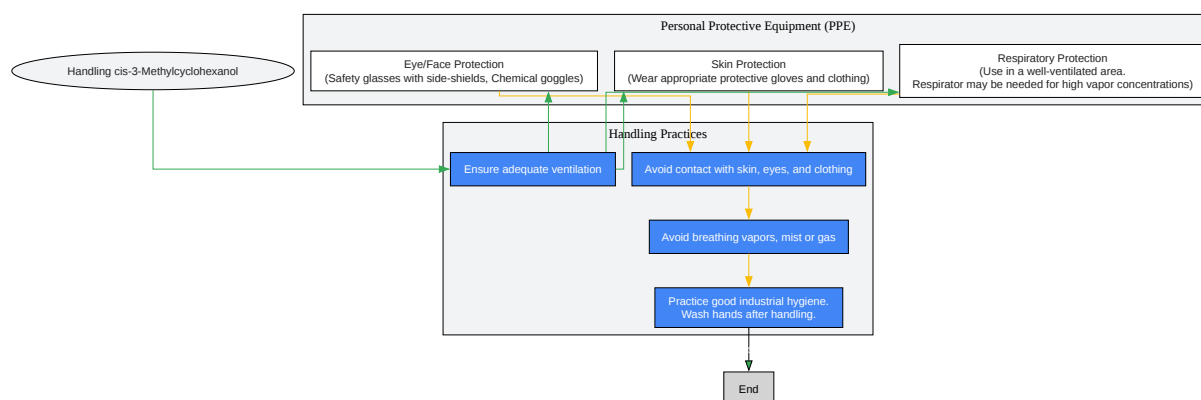 Personal Protective Equipment (PPE)
Handling cis-3-Methylcyclohexanol
Eye/Face Protection
(Safety glasses with side-shields, Chemical goggles)
Skin Protection
(Wear appropriate protective gloves and clothing)
Respiratory Protection
(Use in a well-ventilated area.
Respirator may be needed for high vapor concentrations)
Handling Practices
Ensure adequate ventilation
Avoid contact with skin, eyes, and clothing
Avoid breathing vapors, mist or gas
Practice good industrial hygiene.
Wash hands after handling.
End